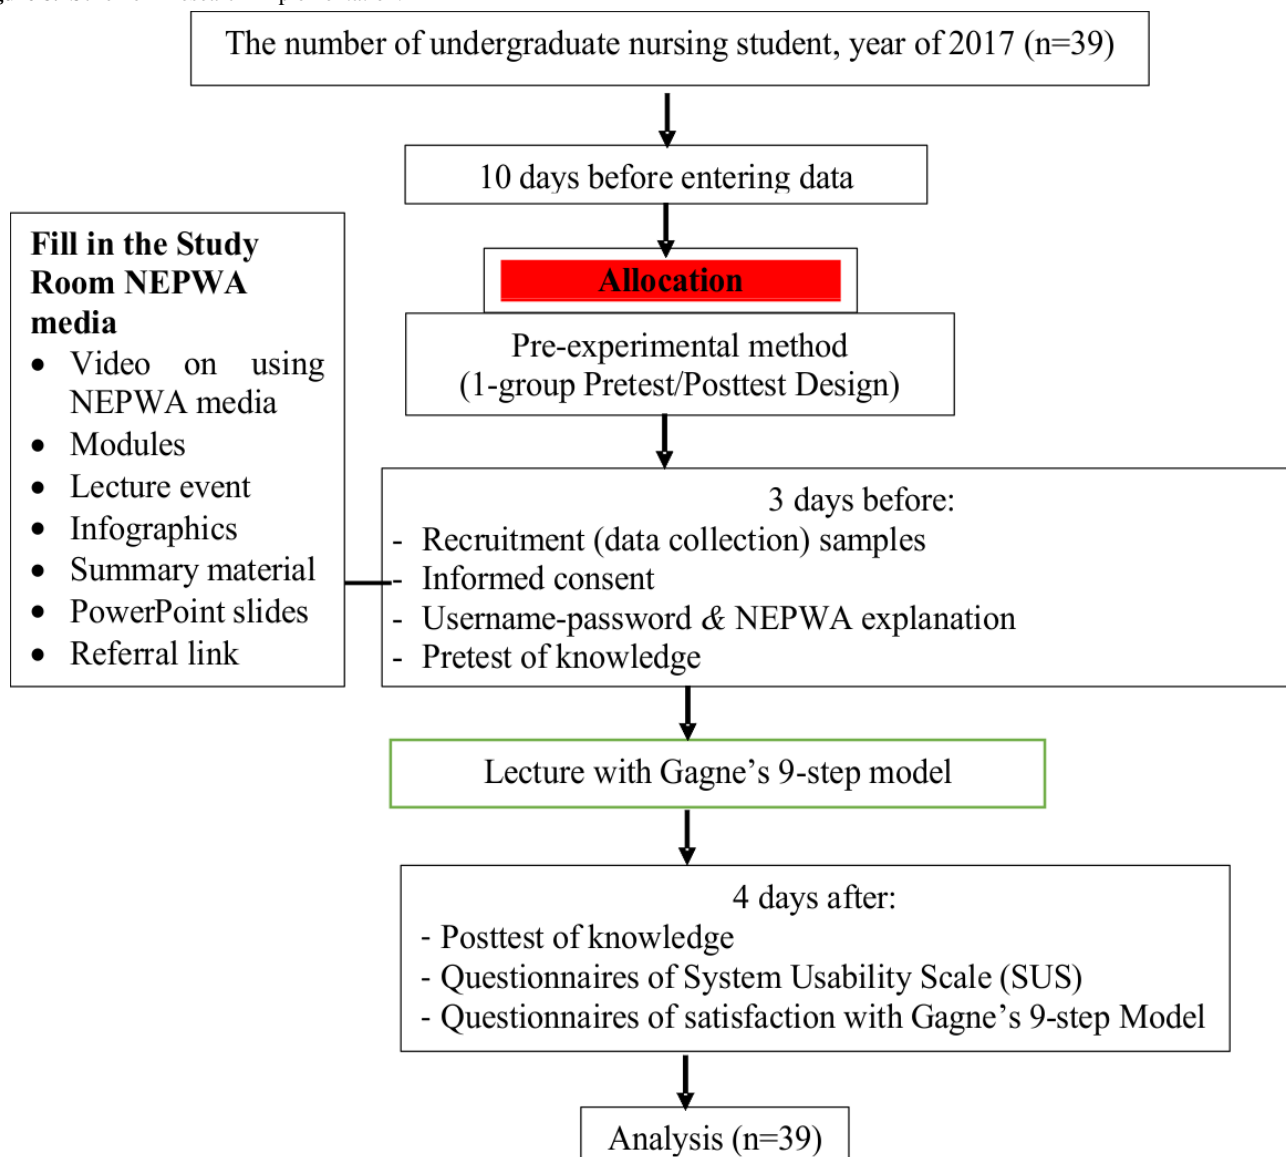 The number of undergraduate nursing student, year of 2017 (n=39)
10 days before entering data
Allocation
Pre-experimental method
(1-group Pretest/Posttest Design)
Fill in the Study
Room NEPWA
media
• Video on using
NEPWA media
• Modules
• Lecture event
• Infographics
• Summary material
• PowerPoint slides
• Referral link
3 days before:
- Recruitment (data collection) samples
- Informed consent
- Username-password & NEPWA explanation
- Pretest of knowledge
Lecture with Gagne’s 9-step model
4 days after:
- Posttest of knowledge
- Questionnaires of System Usability Scale (SUS)
- Questionnaires of satisfaction with Gagne’s 9-step Model
Analysis (n=39)